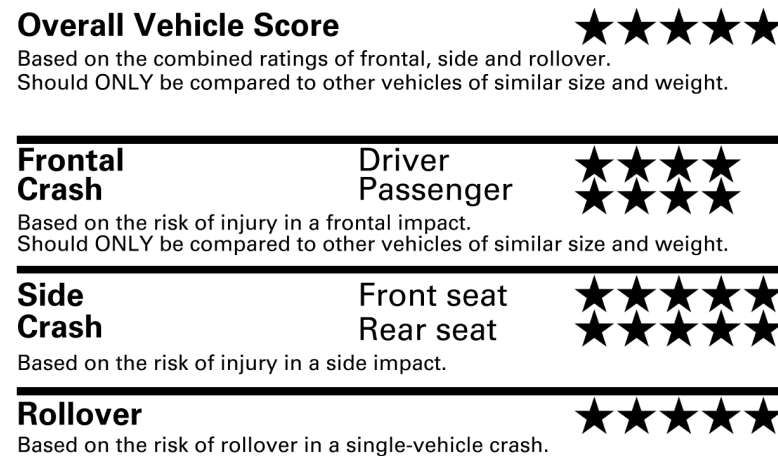 Overall Vehicle Score ★★★★★
Based on the combined ratings of frontal, side and rollover.
Should ONLY be compared to other vehicles of similar size and weight.
Frontal Driver ★★★★
Crash Passenger ★★★★
Based on the risk of injury in a frontal impact.
Should ONLY be compared to other vehicles of similar size and weight.
Side Front seat ★★★★★
Crash Rear seat ★★★★★
Based on the risk of injury in a side impact.
Rollover ★★★★★
Based on the risk of rollover in a single-vehicle crash.